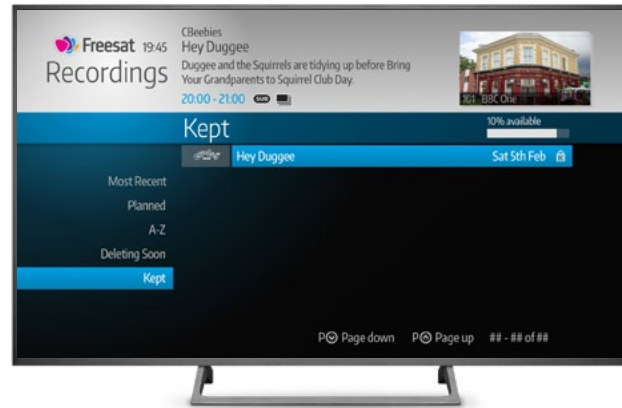 Freesat 19:45
Recordings
CBeebies
Hey Duggee
Duggee and the Squirrels are tidying up before Bring
Your Grandparents to Squirrel Club Day.
20:00 - 21:00 SUB
101 BBC One
Kept
10% available
Hey Duggee Sat 5th Feb
Most Recent
Planned
A-Z
Deleting Soon
Kept
P Page down P Page up ## - ## of ##